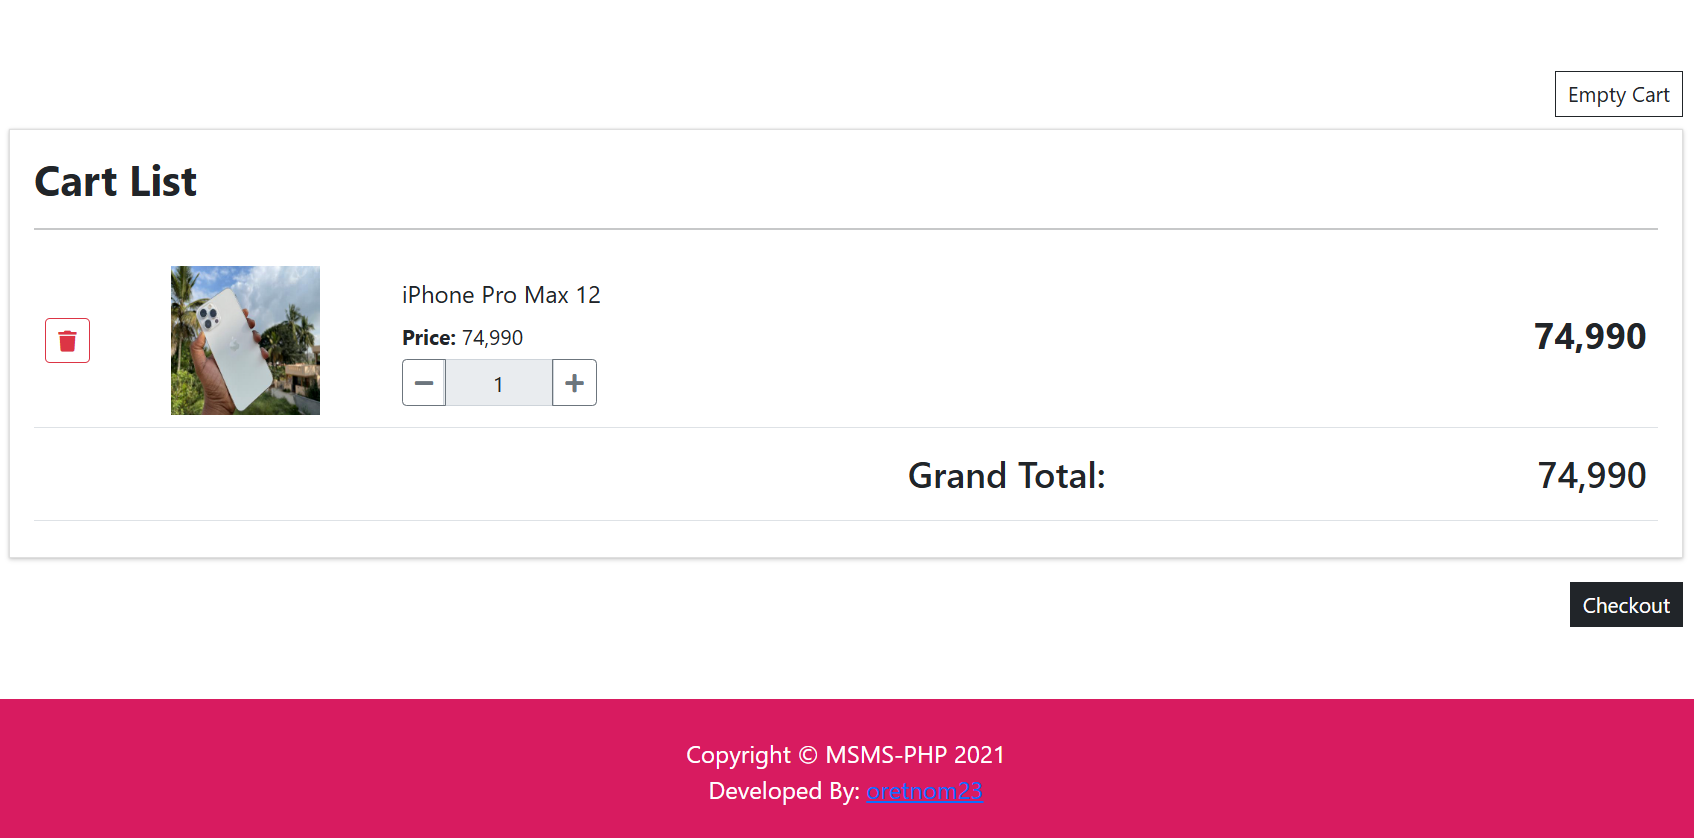 Empty Cart
Cart List
iPhone Pro Max 12
Price: 74,990
1
74,990
Grand Total: 74,990
Checkout
Copyright © MSMS-PHP 2021
Developed By: oretnom23